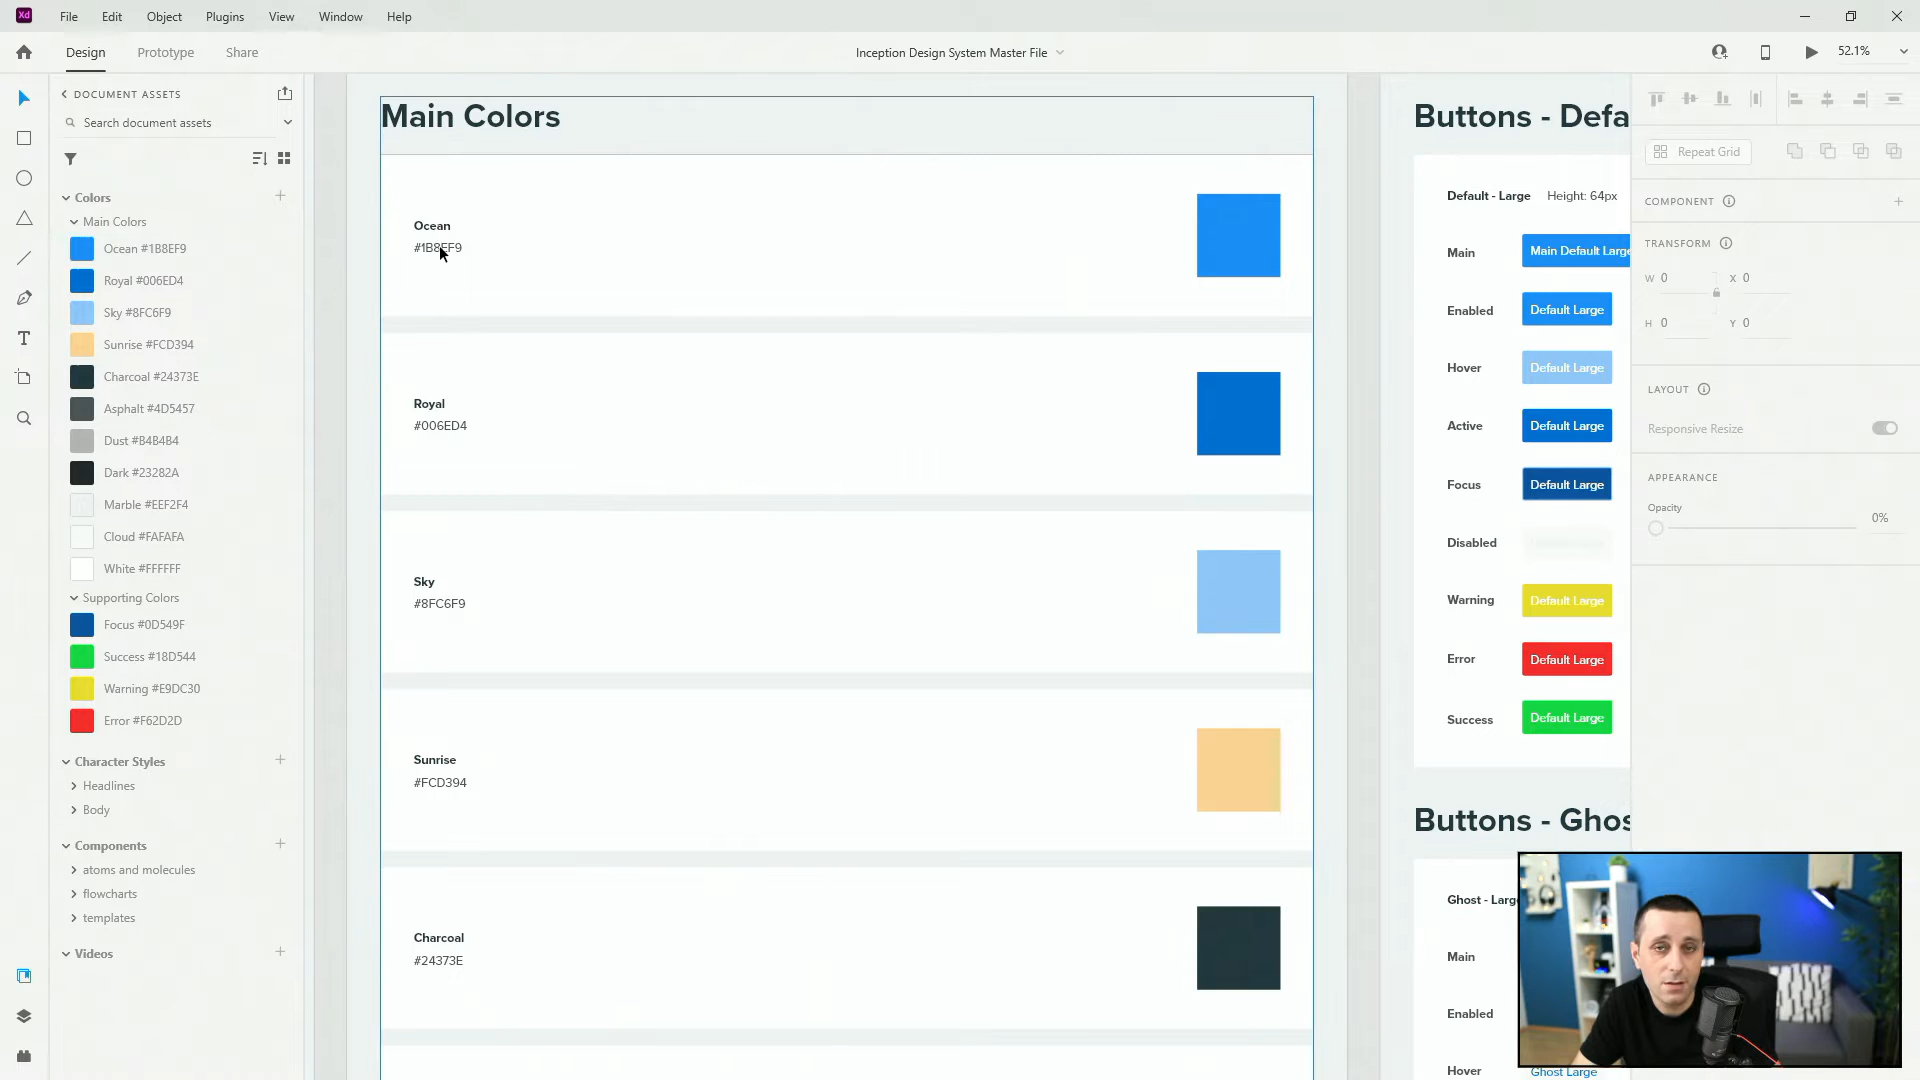 Xd
File
Edit
Object
Plugins
View
Window
Help
Design
Prototype
Share
Inception Design System Master File
52.1%
DOCUMENT ASSETS
Search document assets
Colors
Main Colors
Ocean #1B8EF9
Royal #006ED4
Sky #8FC6F9
Sunrise #FCD394
Charcoal #24373E
Asphalt #4D5457
Dust #B4B4B4
Dark #23282A
Marble #EEF2F4
Cloud #FAFAFA
White #FFFFFF
Supporting Colors
Focus #0D549F
Success #18D544
Warning #E9DC30
Error #F62D2D
Character Styles
Headlines
Body
Components
atoms and molecules
flowcharts
templates
Videos
Main Colors
Ocean
#1B8EF9
Royal
#006ED4
Sky
#8FC6F9
Sunrise
#FCD394
Charcoal
#24373E
Buttons - Defa
Default - Large
Height: 64px
Main
Main Default Large
Enabled
Default Large
Hover
Default Large
Active
Default Large
Focus
Default Large
Disabled
Warning
Default Large
Error
Default Large
Success
Default Large
Buttons - Ghos
Ghost - Large
Main
Enabled
Hover
Ghost Large
Repeat Grid
COMPONENT
TRANSFORM
W 0
X 0
H 0
Y 0
LAYOUT
Responsive Resize
APPEARANCE
Opacity
0%